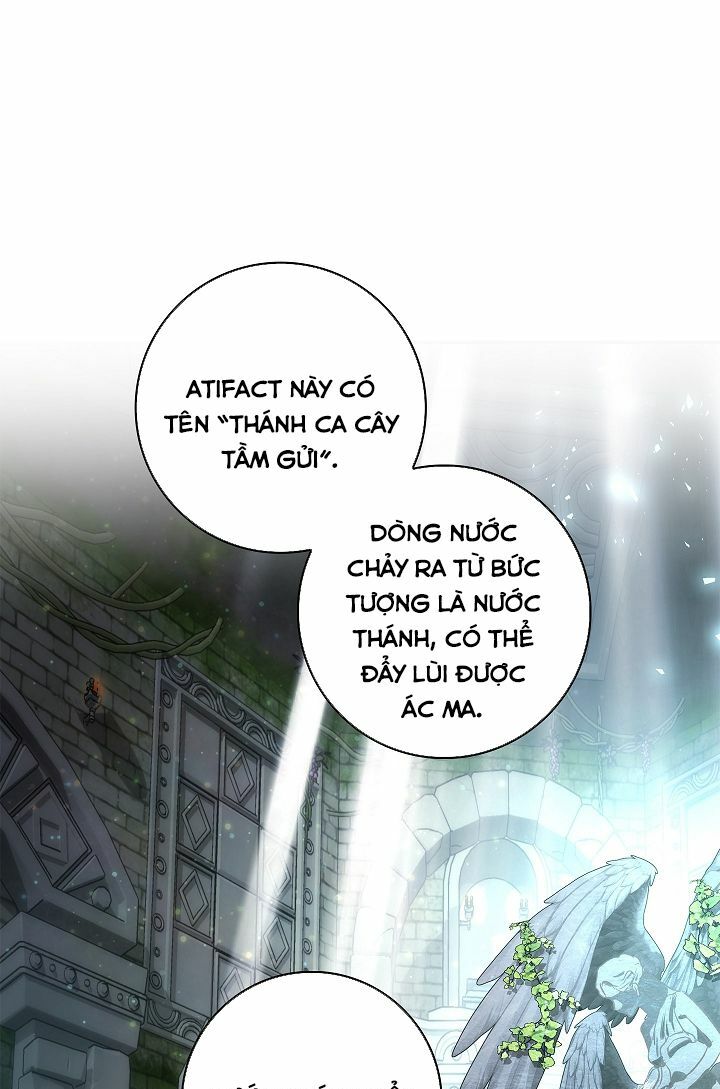 ATIFACT NÀY CÓ
TÊN “THÁNH CA CÂY
TẦM GỬI”.
DÒNG NƯỚC
CHẢY RA TỪ BỨC
TƯỢNG LÀ NƯỚC
THÁNH, CÓ THỂ
ĐẨY LÙI ĐƯỢC
ÁC MA.